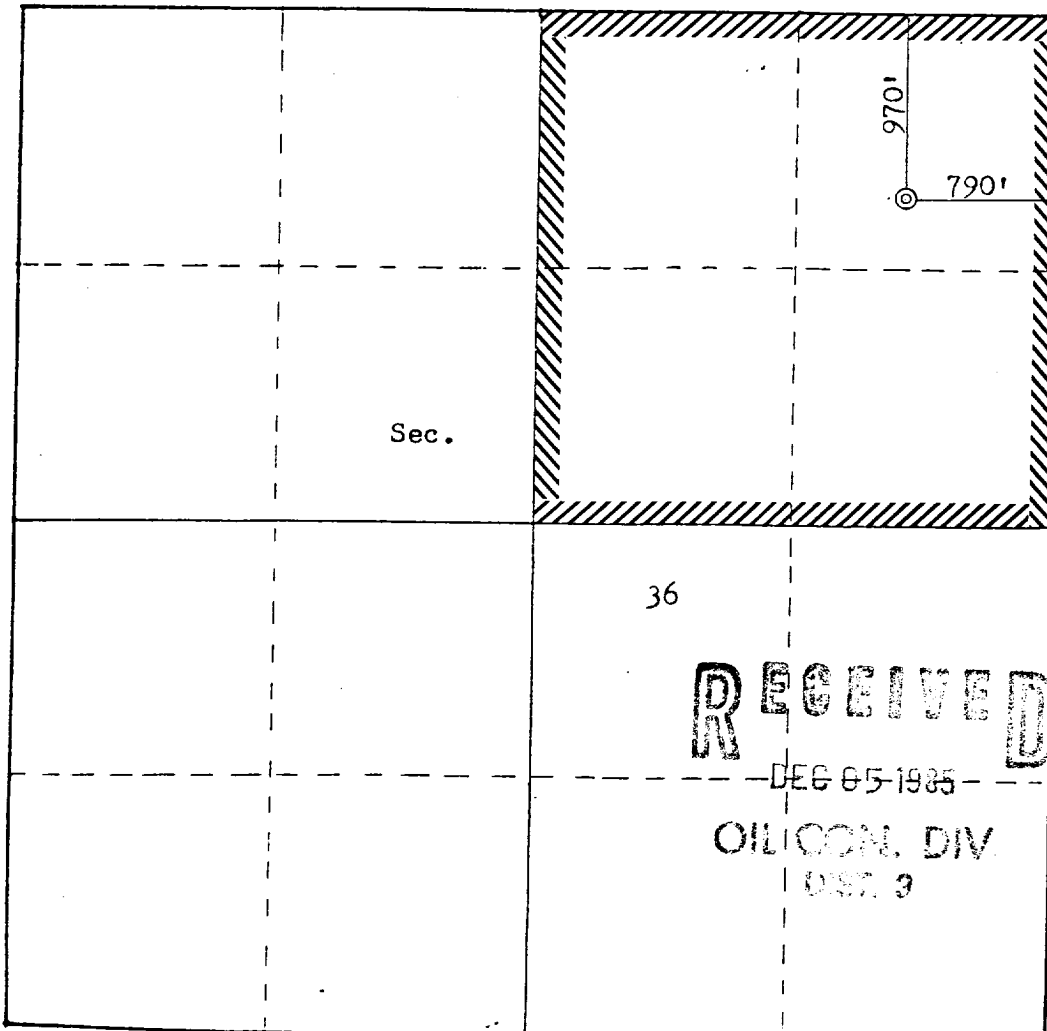 970'
790'
Sec.
36
RECEIVED
DEC 05 1985
OIL CON. DIV
DIST. 3